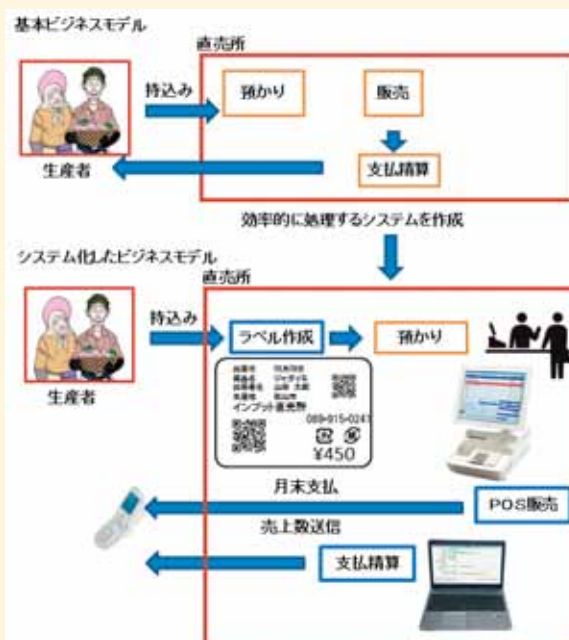 基本ビジネスモデル
直売所
持込み
預かり
販売
生産者
支払精算
効率的に処理するシステムを作成
システム化したビジネスモデル
直売所
持込み
ラベル作成
預かり
生産者
インプット直売所
089-915-0241
¥450
月末支払
POS販売
売上数送信
支払精算